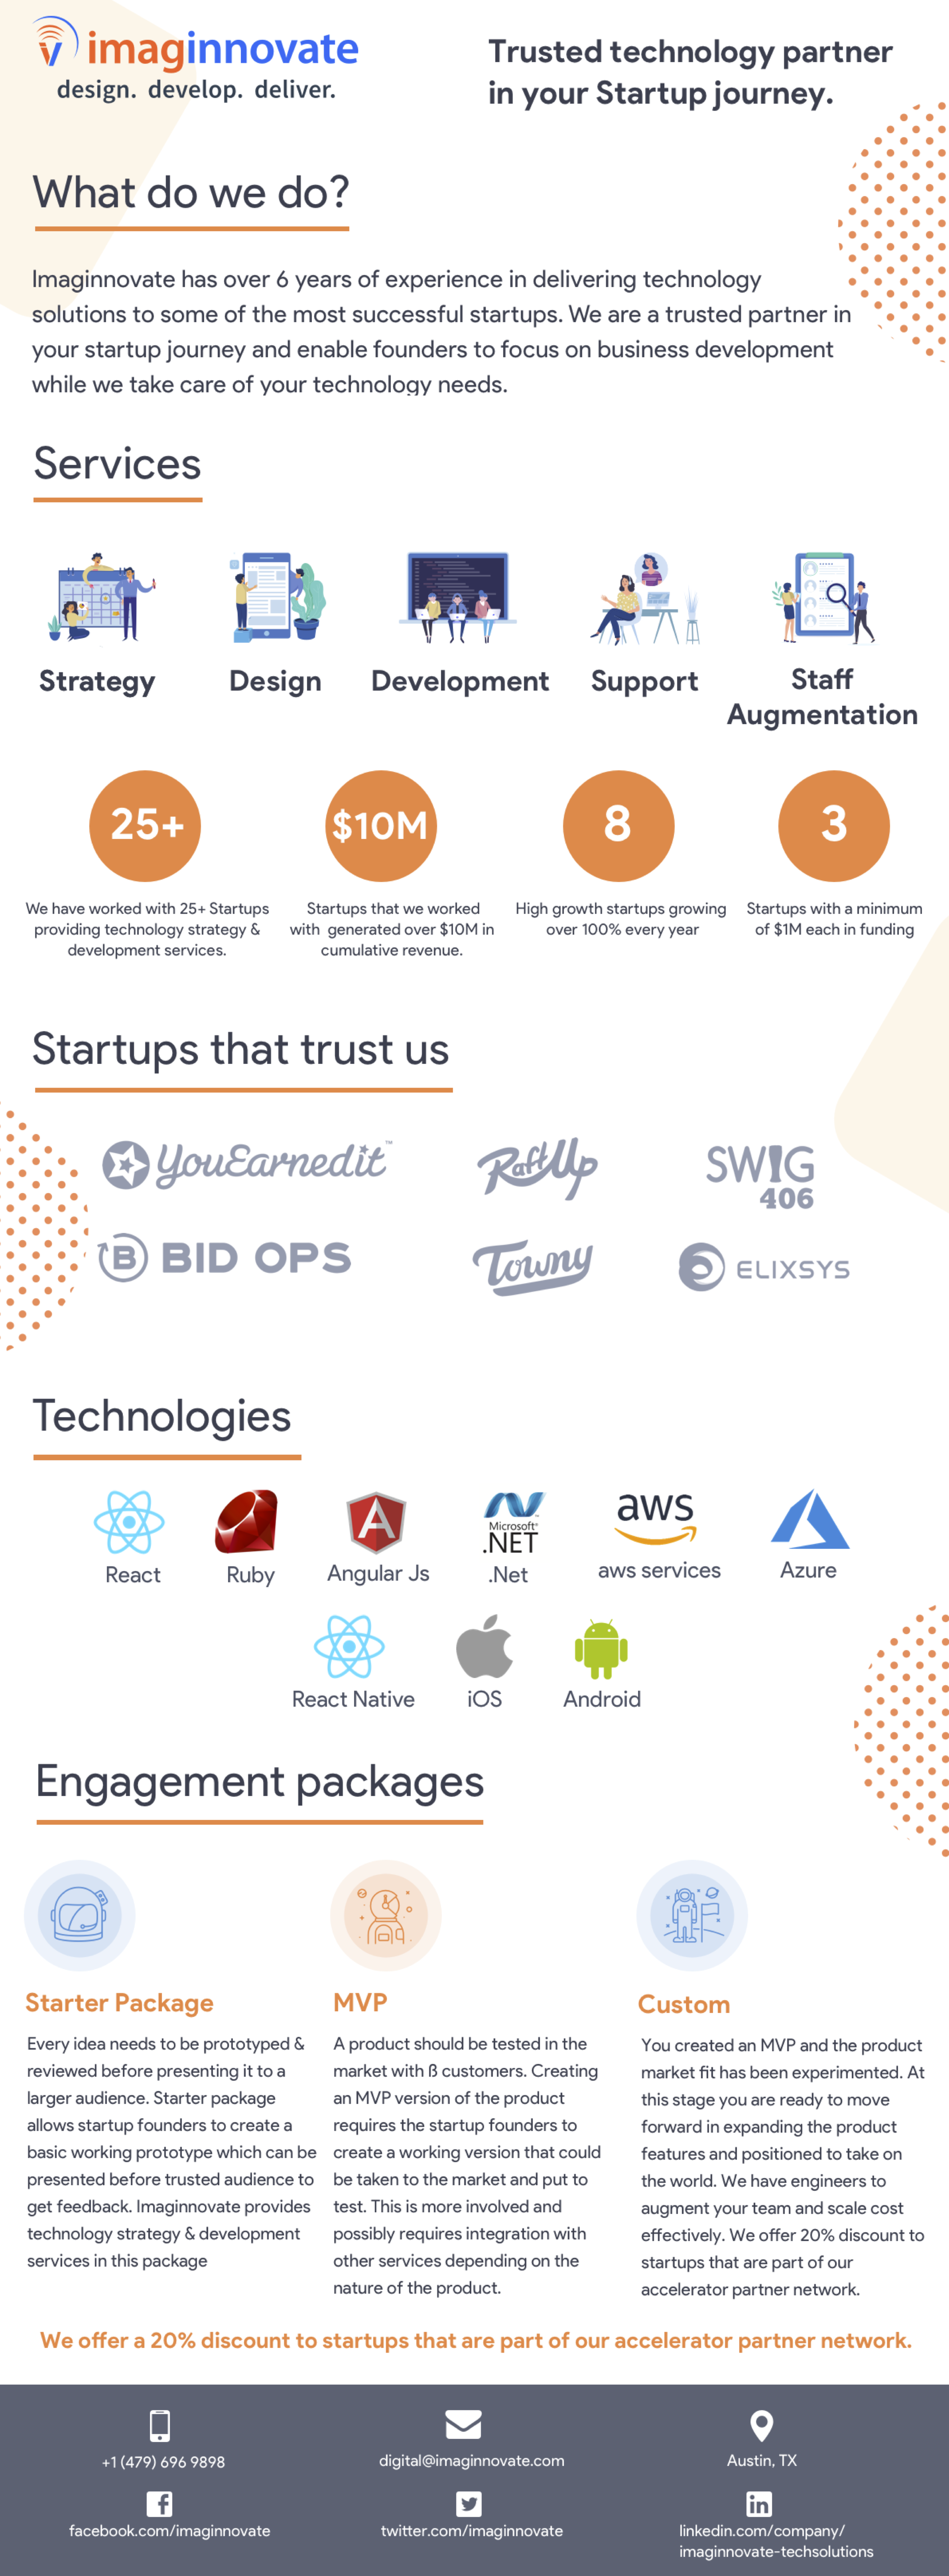 imaginnovate
design. develop. deliver.
Trusted technology partner
in your Startup journey.
What do we do?
Imaginnovate has over 6 years of experience in delivering technology
solutions to some of the most successful startups. We are a trusted partner in
your startup journey and enable founders to focus on business development
while we take care of your technology needs.
Services
Strategy
Design
Development
Support
Staff
Augmentation
25+
$10M
8
3
We have worked with 25+ Startups
providing technology strategy &
development services.
Startups that we worked
with generated over $10M in
cumulative revenue.
High growth startups growing
over 100% every year
Startups with a minimum
of $1M each in funding
Startups that trust us
YouEarnedit™
RaftUp
SWIG
406
B BID OPS
Towny
ELIXSYS
Technologies
Microsoft®
.NET
aws
React
Ruby
Angular Js
.Net
aws services
Azure
React Native
iOS
Android
Engagement packages
Starter Package
Every idea needs to be prototyped &
reviewed before presenting it to a
larger audience. Starter package
allows startup founders to create a
basic working prototype which can be
presented before trusted audience to
get feedback. Imaginnovate provides
technology strategy & development
services in this package
MVP
A product should be tested in the
market with β customers. Creating
an MVP version of the product
requires the startup founders to
create a working version that could
be taken to the market and put to
test. This is more involved and
possibly requires integration with
other services depending on the
nature of the product.
Custom
You created an MVP and the product
market fit has been experimented. At
this stage you are ready to move
forward in expanding the product
features and positioned to take on
the world. We have engineers to
augment your team and scale cost
effectively. We offer 20% discount to
startups that are part of our
accelerator partner network.
We offer a 20% discount to startups that are part of our accelerator partner network.
+1 (479) 696 9898
digital@imaginnovate.com
Austin, TX
facebook.com/imaginnovate
twitter.com/imaginnovate
linkedin.com/company/
imaginnovate-techsolutions